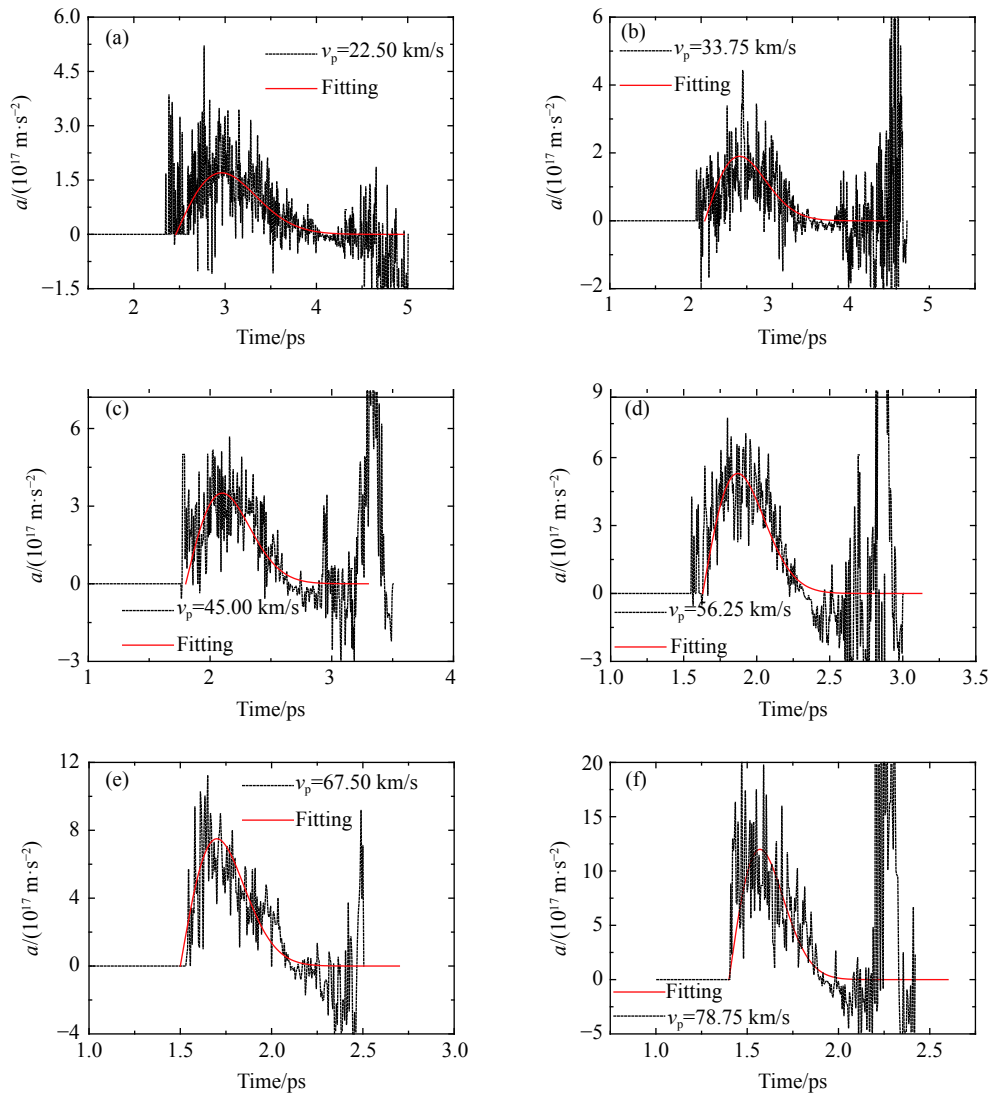 (a)
v_p=22.50 km/s
Fitting
6.0
4.5
3.0
1.5
0
−1.5
a/(10^17 m·s^−2)
2 3 4 5
Time/ps
(b)
v_p=33.75 km/s
Fitting
6
4
2
0
−2
a/(10^17 m·s^−2)
1 2 3 4 5
Time/ps
(c)
6
3
0
−3
a/(10^17 m·s^−2)
v_p=45.00 km/s
Fitting
1 2 3 4
Time/ps
(d)
9
6
3
0
−3
a/(10^17 m·s^−2)
v_p=56.25 km/s
Fitting
1.0 1.5 2.0 2.5 3.0 3.5
Time/ps
(e)
v_p=67.50 km/s
Fitting
12
8
4
0
−4
a/(10^17 m·s^−2)
1.0 1.5 2.0 2.5 3.0
Time/ps
(f)
20
15
10
5
0
−5
a/(10^17 m·s^−2)
Fitting
v_p=78.75 km/s
1.0 1.5 2.0 2.5
Time/ps